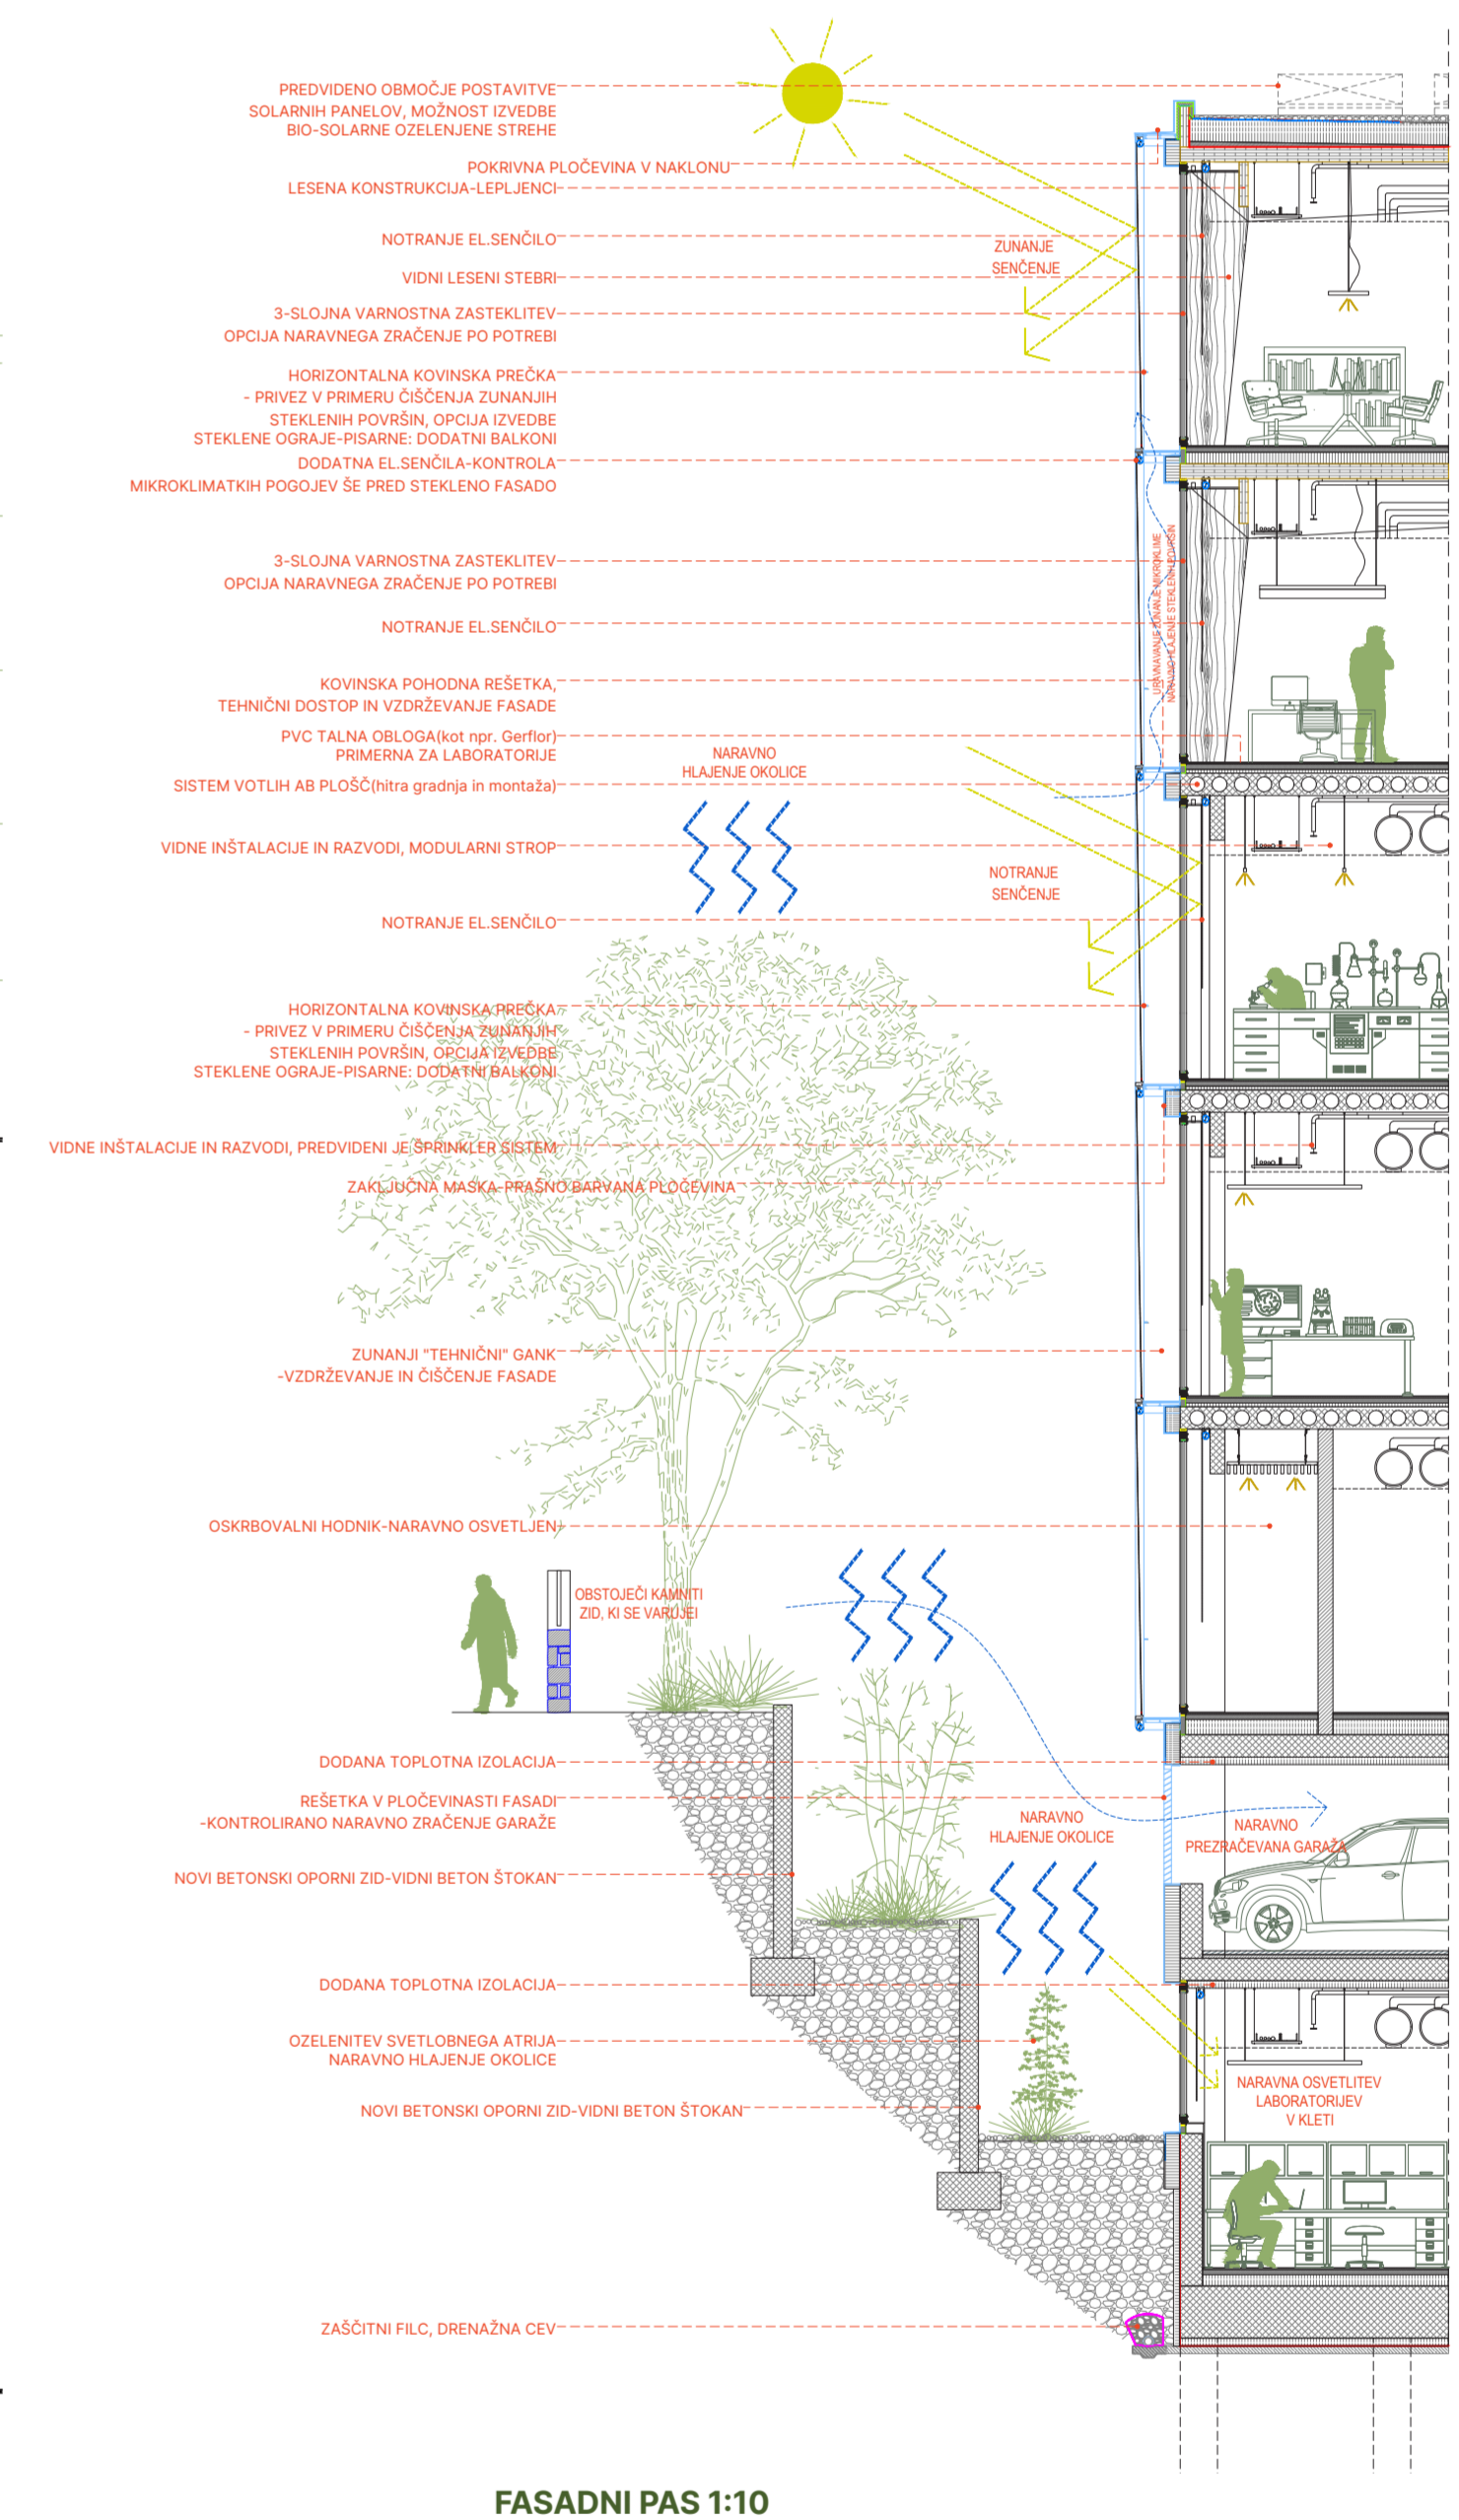 PREDVIDENO OBMOČJE POSTAVITVE
SOLARNIH PANELOV, MOŽNOST IZVEDBE
BIO-SOLARNE OZELENJENE STREHE
POKRIVNA PLOČEVINA V NAKLONU
LESENA KONSTRUKCIJA-LEPLJENCI
NOTRANJE EL.SENČILO
ZUNANJE
SENČENJE
VIDNI LESENI STEBRI
3-SLOJNA VARNOSTNA ZASTEKLITEV
OPCIJA NARAVNEGA ZRAČENJE PO POTREBI
HORIZONTALNA KOVINSKA PREČKA
- PRIVEZ V PRIMERU ČIŠČENJA ZUNANJIH
STEKLENIH POVRŠIN, OPCIJA IZVEDBE
STEKLENE OGRAJE-PISARNE: DODATNI BALKONI
DODATNA EL.SENČILA-KONTROLA
MIKROKLIMATKIH POGOJEV ŠE PRED STEKLENO FASADO
3-SLOJNA VARNOSTNA ZASTEKLITEV
OPCIJA NARAVNEGA ZRAČENJE PO POTREBI
URAVNAVANJE ZUNANJE MIKROKLIME
NARAVNO HLAJENJE STEKLENIH POVRŠIN
NOTRANJE EL.SENČILO
KOVINSKA POHODNA REŠETKA,
TEHNIČNI DOSTOP IN VZDRŽEVANJE FASADE
PVC TALNA OBLOGA(kot npr. Gerflor)
PRIMERNA ZA LABORATORIJE
NARAVNO
HLAJENJE OKOLICE
SISTEM VOTLIH AB PLOŠČ(hitra gradnja in montaža)
VIDNE INŠTALACIJE IN RAZVODI, MODULARNI STROP
NOTRANJE
SENČENJE
NOTRANJE EL.SENČILO
HORIZONTALNA KOVINSKA PREČKA
- PRIVEZ V PRIMERU ČIŠČENJA ZUNANJIH
STEKLENIH POVRŠIN, OPCIJA IZVEDBE
STEKLENE OGRAJE-PISARNE: DODATNI BALKONI
VIDNE INŠTALACIJE IN RAZVODI, PREDVIDENI JE ŠPRINKLER SISTEM
ZAKLJUČNA MASKA-PRAŠNO BARVANA PLOČEVINA
ZUNANJI "TEHNIČNI" GANK
-VZDRŽEVANJE IN ČIŠČENJE FASADE
OSKRBOVALNI HODNIK-NARAVNO OSVETLJEN
OBSTOJEČI KAMNITI
ZID, KI SE VARUJEI
DODANA TOPLOTNA IZOLACIJA
REŠETKA V PLOČEVINASTI FASADI
-KONTROLIRANO NARAVNO ZRAČENJE GARAŽE
NARAVNO
HLAJENJE OKOLICE
NARAVNO
PREZRAČEVANA GARAŽA
NOVI BETONSKI OPORNI ZID-VIDNI BETON ŠTOKAN
DODANA TOPLOTNA IZOLACIJA
OZELENITEV SVETLOBNEGA ATRIJA
NARAVNO HLAJENJE OKOLICE
NARAVNA OSVETLITEV
LABORATORIJEV
V KLETI
NOVI BETONSKI OPORNI ZID-VIDNI BETON ŠTOKAN
ZAŠČITNI FILC, DRENAŽNA CEV
FASADNI PAS 1:10